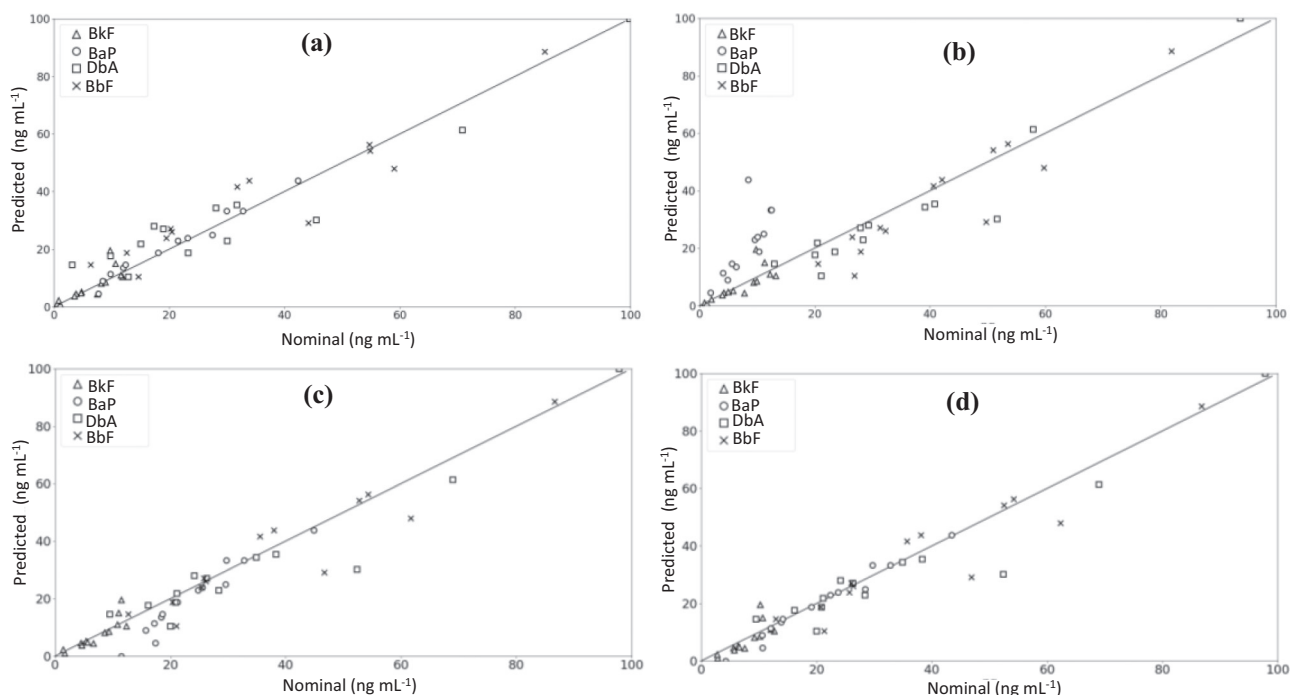 (a)
BkF
BaP
DbA
BbF
Predicted (ng mL⁻¹)
100
80
60
40
20
0
0 20 40 60 80 100
Nominal (ng mL⁻¹)
(b)
BkF
BaP
DbA
BbF
Predicted (ng mL⁻¹)
100
80
60
40
20
0
0 20 40 60 80 100
Nominal (ng mL⁻¹)
(c)
BkF
BaP
DbA
BbF
Predicted (ng mL⁻¹)
100
80
60
40
20
0
0 20 40 60 80 100
Nominal (ng mL⁻¹)
(d)
BkF
BaP
DbA
BbF
Predicted (ng mL⁻¹)
100
80
60
40
20
0
0 20 40 60 80 100
Nominal (ng mL⁻¹)